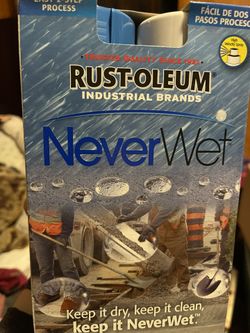 EASY 2-STEP
PROCESS
FÁCIL DE DOS
PASOS PROCESO
RUST-OLEUM
INDUSTRIAL BRANDS
NeverWet
Keep it dry, keep it clean,
keep it NeverWet™